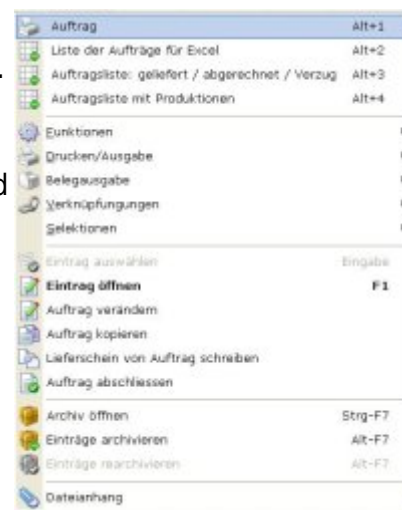 Auftrag Alt+1
Liste der Aufträge für Excel Alt+2
Auftragsliste: geliefert / abgerechnet / Verzug Alt+3
Auftragsliste mit Produktionen Alt+4
Funktionen
Drucken/Ausgabe
Belegausgabe
Verknüpfungungen
Selektionen
Eintrag auswählen Eingabe
Eintrag öffnen F1
Auftrag verändern
Auftrag kopieren
Lieferschein von Auftrag schreiben
Auftrag abschliessen
Archiv öffnen Strg-F7
Einträge archivieren Alt-F7
Einträge rearchivieren Alt-F7
Dateianhang